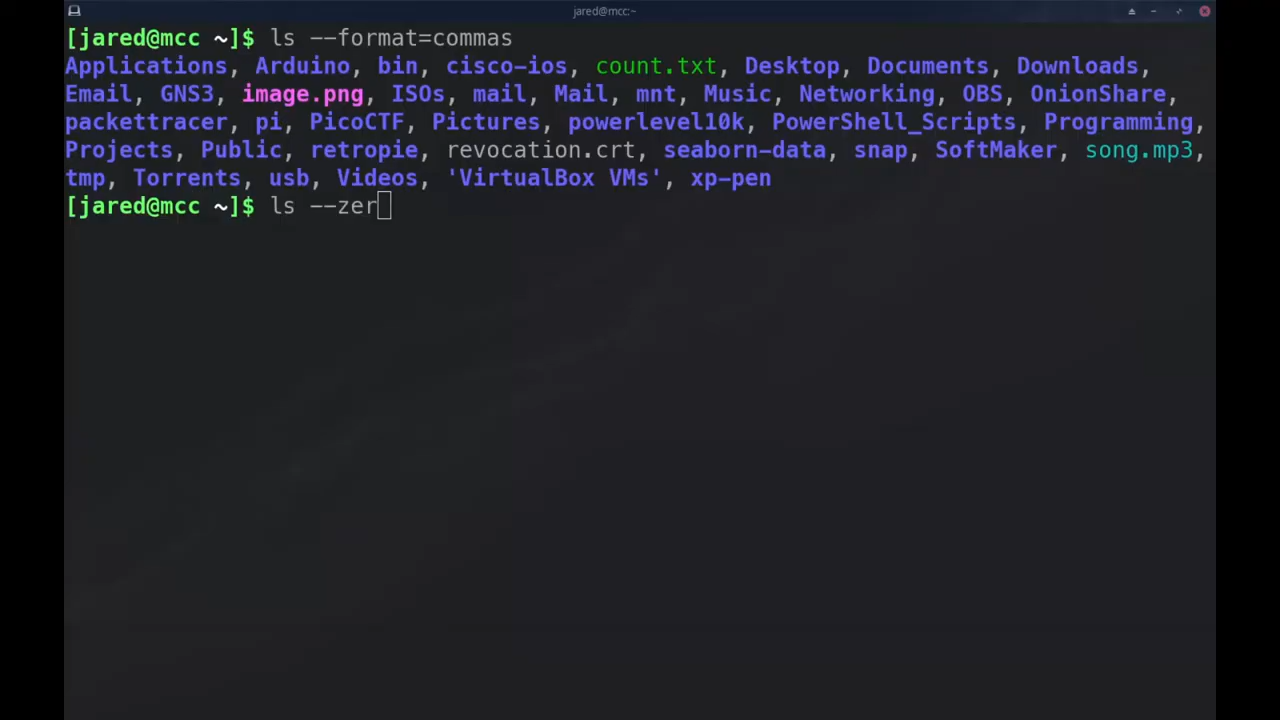 jared@mcc:~
[jared@mcc ~]$ ls --format=commas
Applications, Arduino, bin, cisco-ios, count.txt, Desktop, Documents, Downloads,
Email, GNS3, image.png, ISOs, mail, Mail, mnt, Music, Networking, OBS, OnionShare,
packettracer, pi, PicoCTF, Pictures, powerlevel10k, PowerShell_Scripts, Programming,
Projects, Public, retropie, revocation.crt, seaborn-data, snap, SoftMaker, song.mp3,
tmp, Torrents, usb, Videos, 'VirtualBox VMs', xp-pen
[jared@mcc ~]$ ls --zer